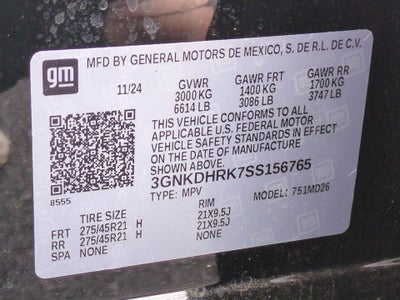 gm
MFD BY GENERAL MOTORS DE MEXICO, S. DE R.L. DE C.V.
11/24 GVWR GAWR FRT GAWR RR
3000 KG 1400 KG 1700 KG
6614 LB 3086 LB 3747 LB
THIS VEHICLE CONFORMS TO ALL
APPLICABLE U.S. FEDERAL MOTOR
VEHICLE SAFETY STANDARDS IN EFFECT
ON THE DATE OF MANUFACTURE
SHOWN ABOVE.
3GNKDHRK7SS156765
8555 TYPE: MPV MODEL: 751MD26
TIRE SIZE RIM
FRT 275/45R21 H 21X9.5J
RR 275/45R21 H 21X9.5J
SPA NONE NONE